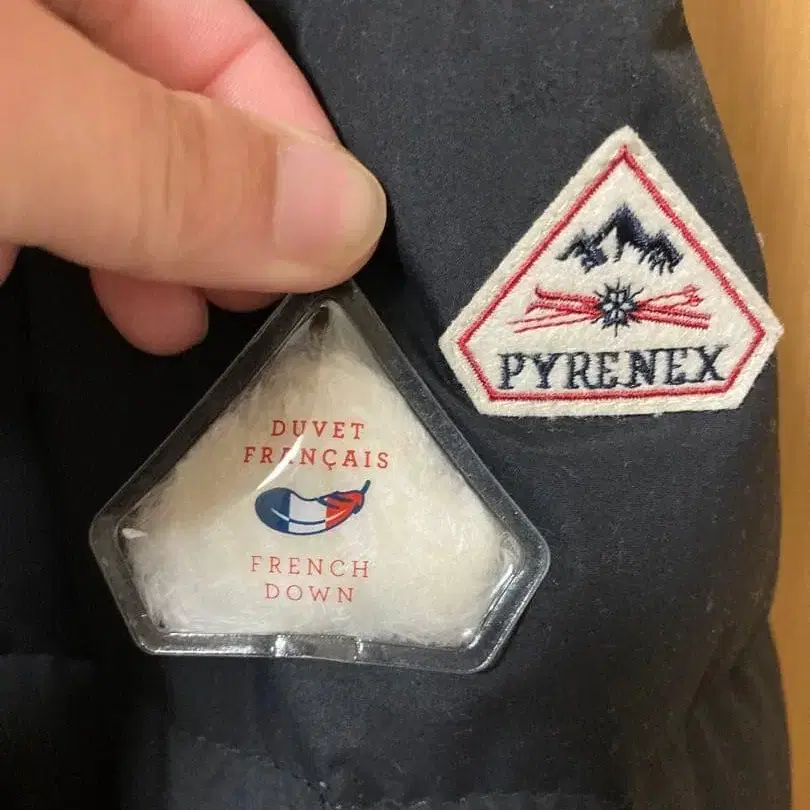 DUVET
FRANÇAIS
FRENCH
DOWN
PYRENEX